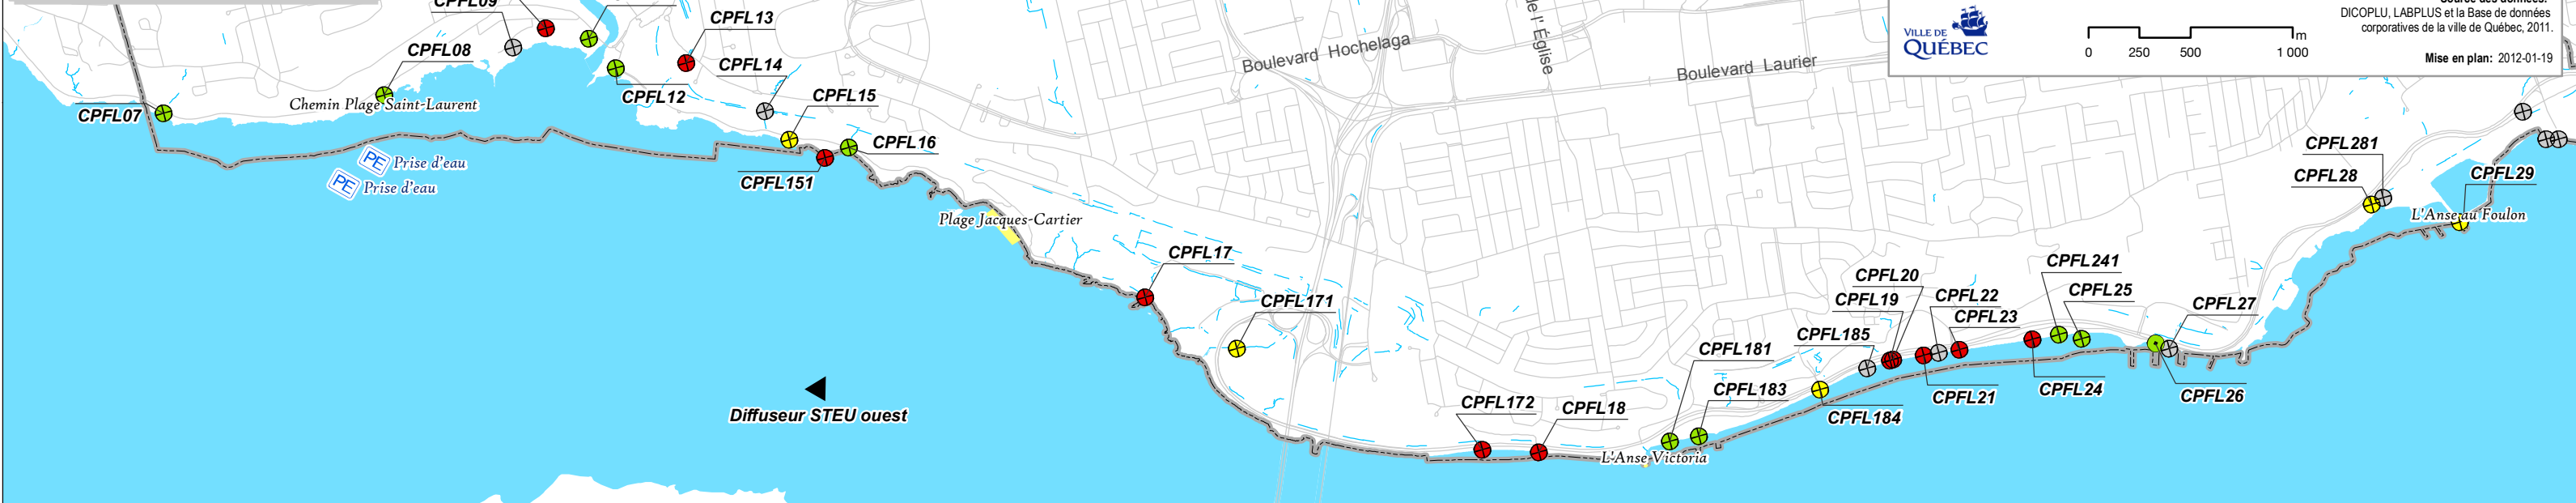 CPFL09
CPFL08
CPFL07
Chemin Plage Saint-Laurent
PE Prise d'eau
PE Prise d'eau
CPFL12
CPFL13
CPFL14
CPFL15
CPFL16
CPFL151
Plage Jacques-Cartier
Diffuseur STEU ouest
CPFL17
CPFL171
Boulevard Hochelaga
de l'Église
Boulevard Laurier
CPFL172
CPFL18
L'Anse-Victoria
CPFL181
CPFL183
CPFL184
CPFL185
CPFL19
CPFL20
CPFL21
CPFL22
CPFL23
CPFL24
CPFL241
CPFL25
CPFL26
CPFL27
CPFL281
CPFL28
CPFL29
L'Anse au Foulon
VILLE DE
QUÉBEC
m
0 250 500 1 000
Source des données:
DICOPLU, LABPLUS et la Base de données
corporatives de la ville de Québec, 2011.
Mise en plan: 2012-01-19